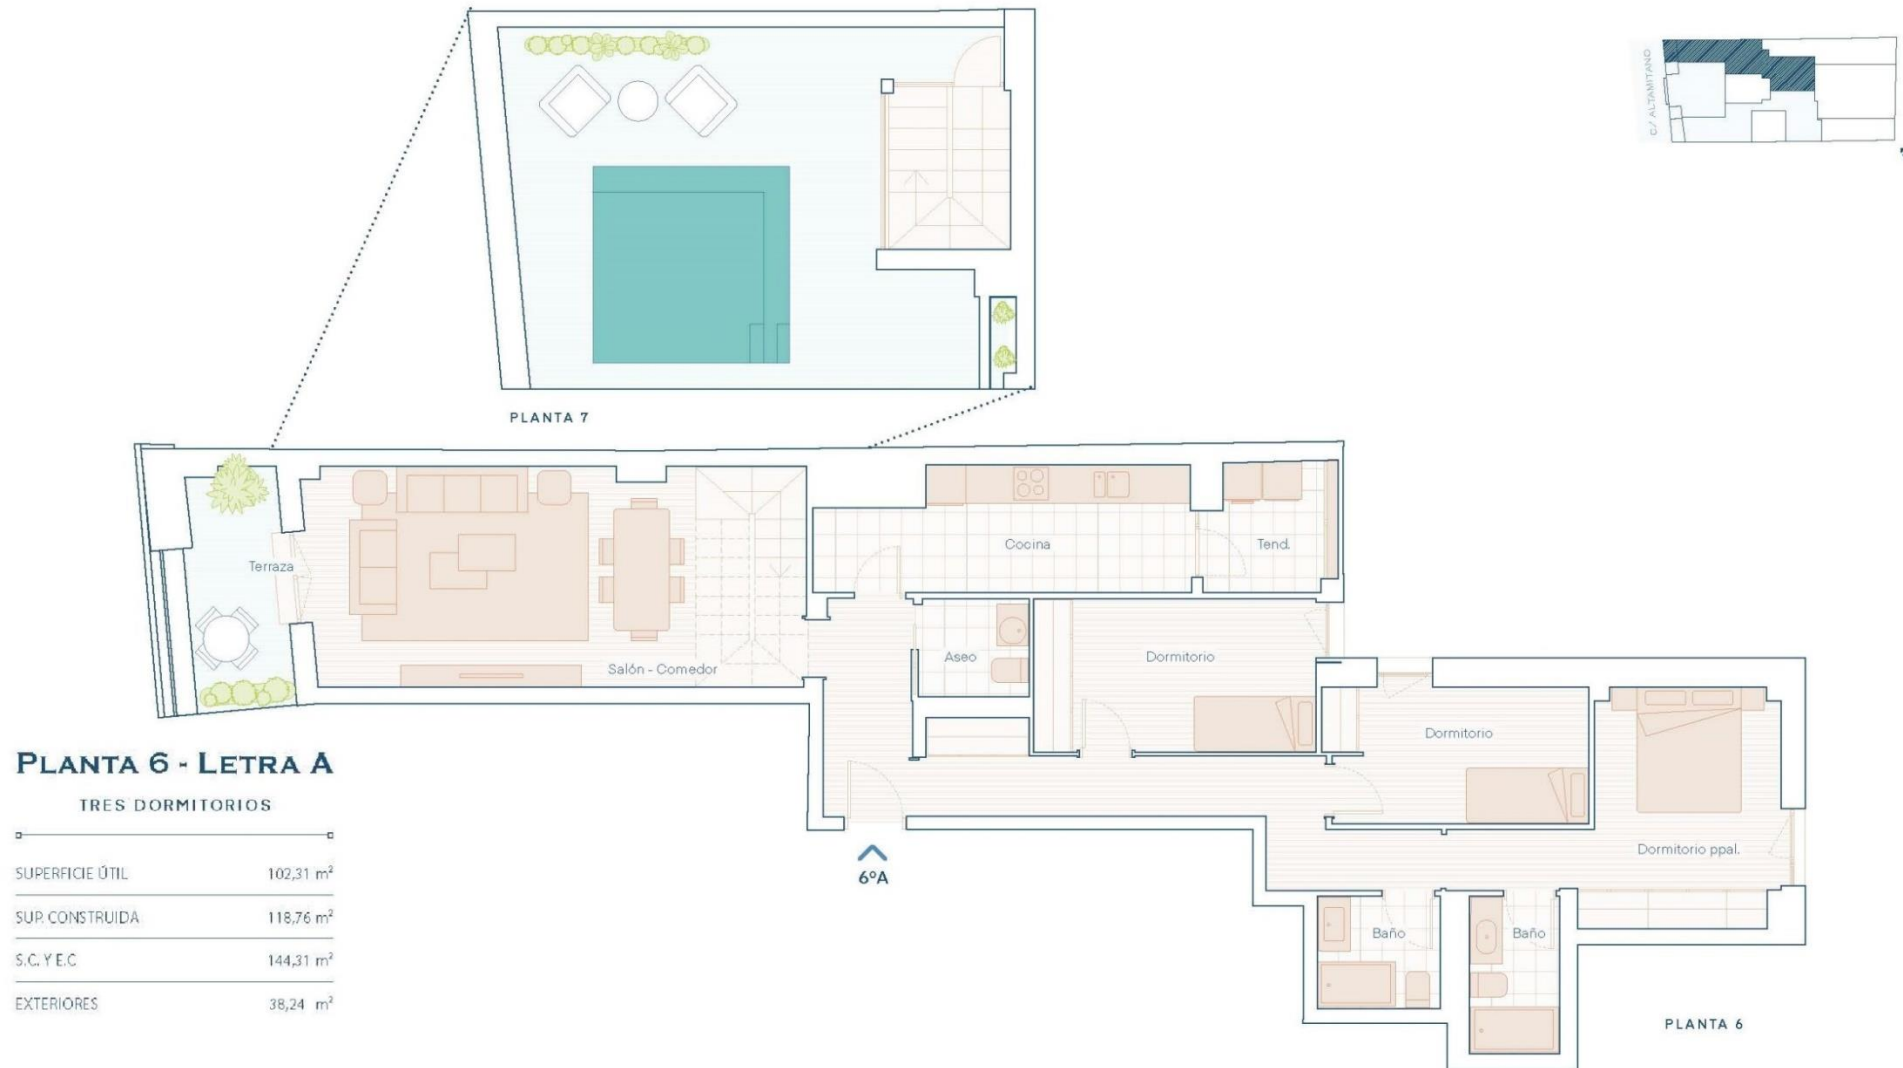 C/ ALTAMITANO
PLANTA 7
Terraza
Salón - Comedor
Cocina
Tend.
Aseo
Dormitorio
Dormitorio
Dormitorio ppal.
Baño
Baño
6ºA
PLANTA 6
PLANTA 6 - LETRA A
TRES DORMITORIOS
SUPERFICIE ÚTIL 102,31 m²
SUP. CONSTRUIDA 118,76 m²
S.C. Y E.C 144,31 m²
EXTERIORES 38,24 m²